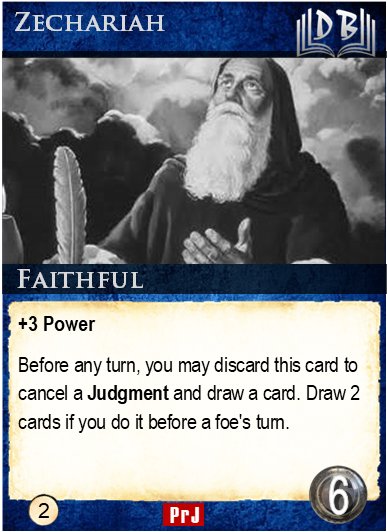 Zechariah
DB
Faithful
+3 Power
Before any turn, you may discard this card to
cancel a Judgment and draw a card. Draw 2
cards if you do it before a foe's turn.
2
PrJ
6